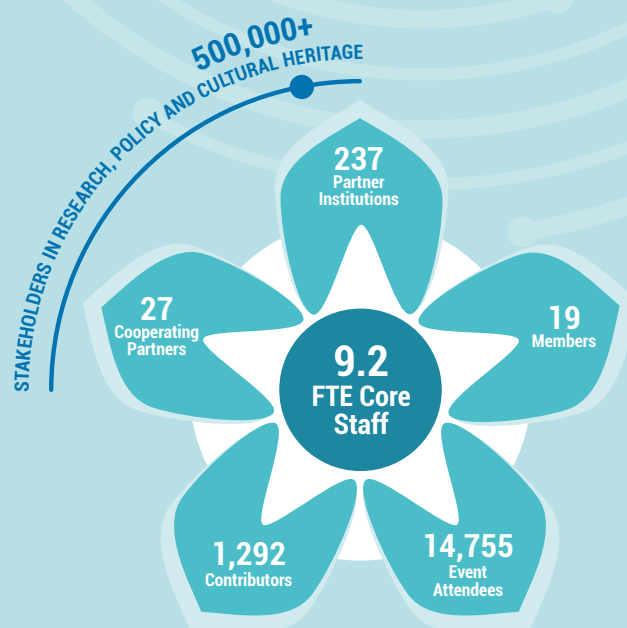 500,000+
STAKEHOLDERS IN RESEARCH, POLICY AND CULTURAL HERITAGE
237
Partner
Institutions
27
Cooperating
Partners
19
Members
9.2
FTE Core
Staff
1,292
Contributors
14,755
Event
Attendees